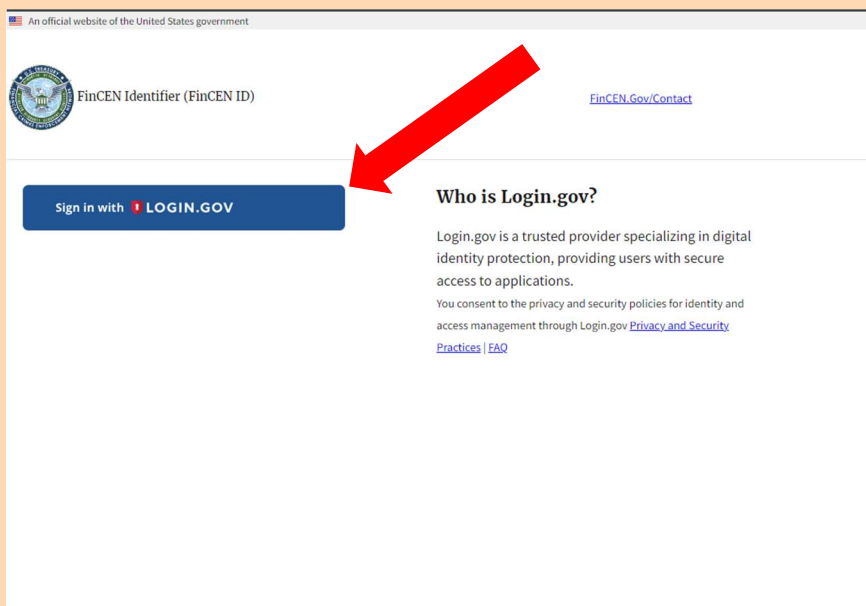 An official website of the United States government
FinCEN Identifier (FinCEN ID)
FinCEN.Gov/Contact
Sign in with LOGIN.GOV
Who is Login.gov?
Login.gov is a trusted provider specializing in digital
identity protection, providing users with secure
access to applications.
You consent to the privacy and security policies for identity and
access management through Login.gov Privacy and Security
Practices | FAQ